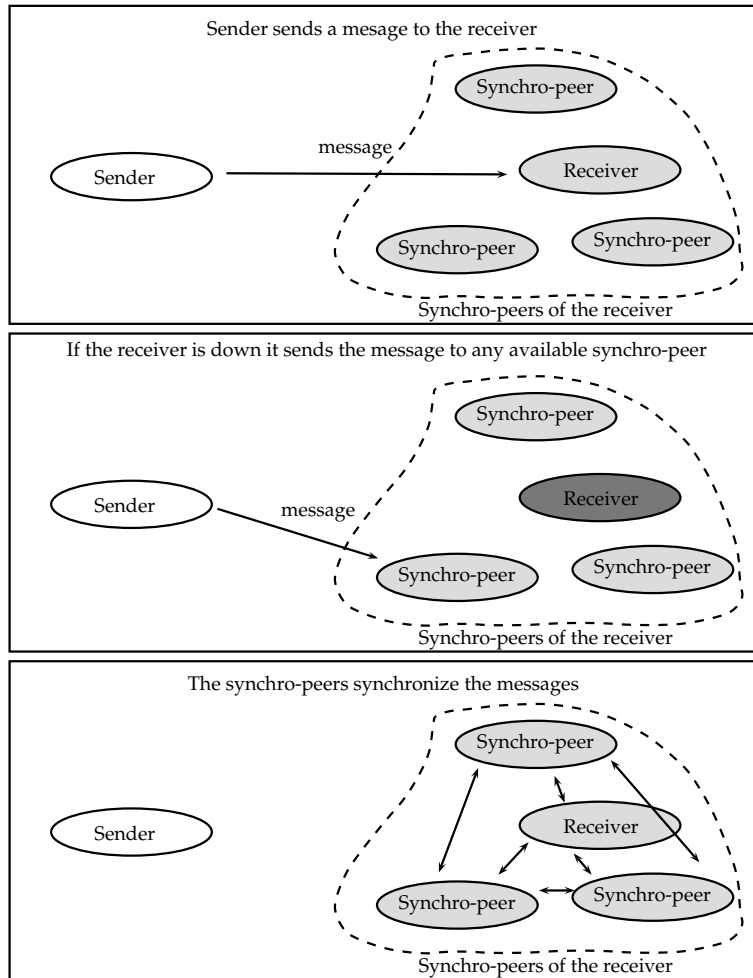 Sender sends a mesage to the receiver
Synchro-peer
message
Sender
Receiver
Synchro-peer
Synchro-peer
Synchro-peers of the receiver
If the receiver is down it sends the message to any available synchro-peer
Synchro-peer
Sender
Receiver
message
Synchro-peer
Synchro-peer
Synchro-peers of the receiver
The synchro-peers synchronize the messages
Synchro-peer
Sender
Receiver
Synchro-peer
Synchro-peer
Synchro-peers of the receiver